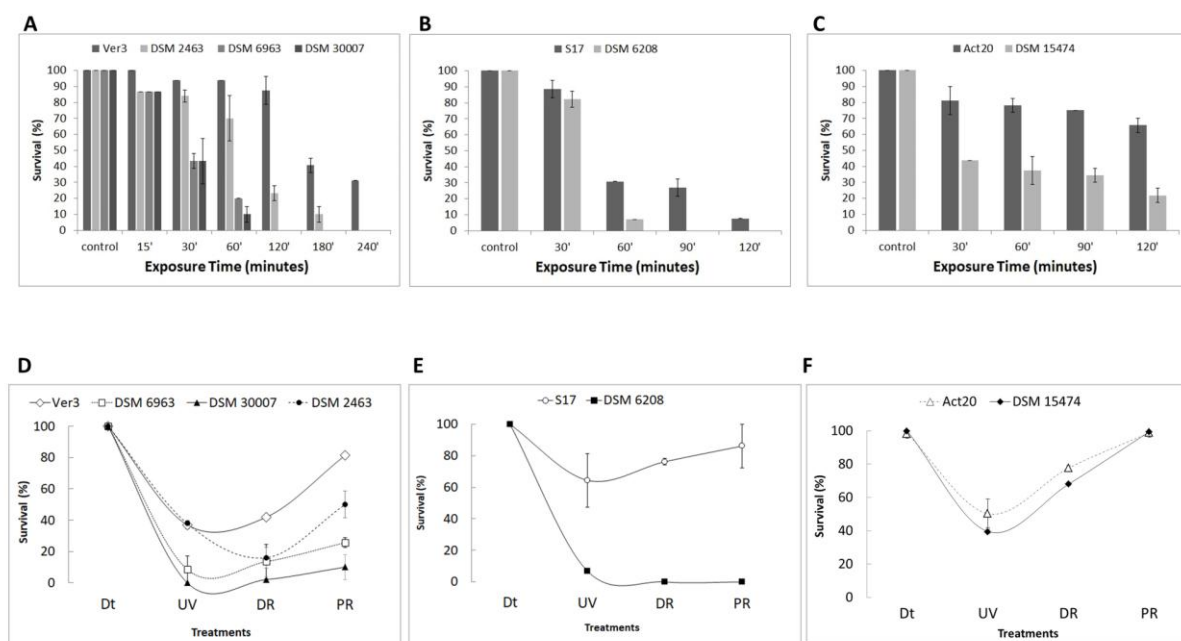 A
Ver3 DSM 2463 DSM 6963 DSM 30007
Survival (%)
100
90
80
70
60
50
40
30
20
10
0
control 15' 30' 60' 120' 180' 240'
Exposure Time (minutes)
B
S17 DSM 6208
Survival (%)
100
90
80
70
60
50
40
30
20
10
0
control 30' 60' 90' 120'
Exposure Time (minutes)
C
Act20 DSM 15474
Survival (%)
100
90
80
70
60
50
40
30
20
10
0
control 30' 60' 90' 120'
Exposure Time (minutes)
D
Ver3 DSM 6963 DSM 30007 DSM 2463
Survival (%)
100
80
60
40
20
0
Dt UV DR PR
Treatments
E
S17 DSM 6208
Survival (%)
100
80
60
40
20
0
Dt UV DR PR
Treatments
F
Act20 DSM 15474
Survival (%)
100
80
60
40
20
0
Dt UV DR PR
Treatments